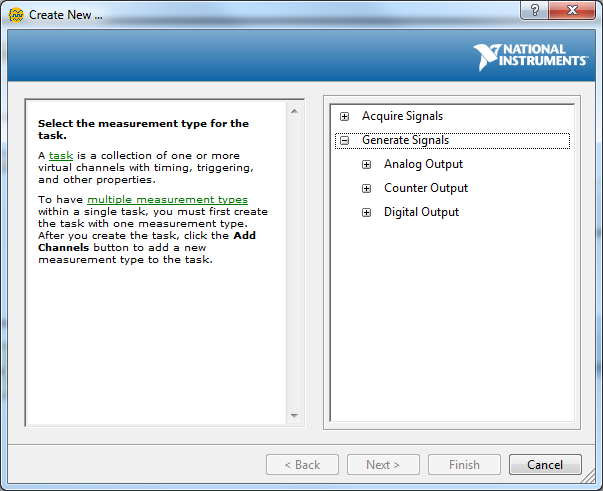 Create New ...
NATIONAL
INSTRUMENTS
Select the measurement type for the
task.
A task is a collection of one or more
virtual channels with timing, triggering,
and other properties.
To have multiple measurement types
within a single task, you must first create
the task with one measurement type.
After you create the task, click the Add
Channels button to add a new
measurement type to the task.
Acquire Signals
Generate Signals
Analog Output
Counter Output
Digital Output
< Back
Next >
Finish
Cancel